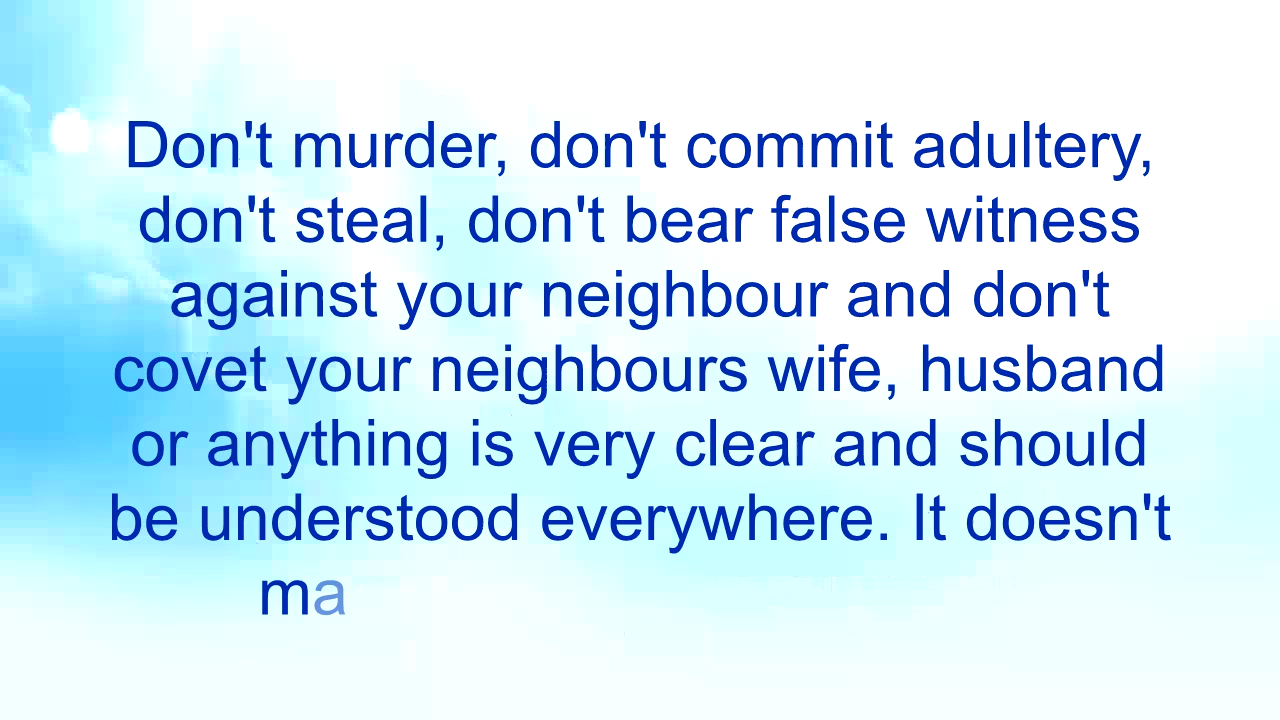 Don't murder, don't commit adultery,
don't steal, don't bear false witness
against your neighbour and don't
covet your neighbours wife, husband
or anything is very clear and should
be understood everywhere. It doesn't
ma